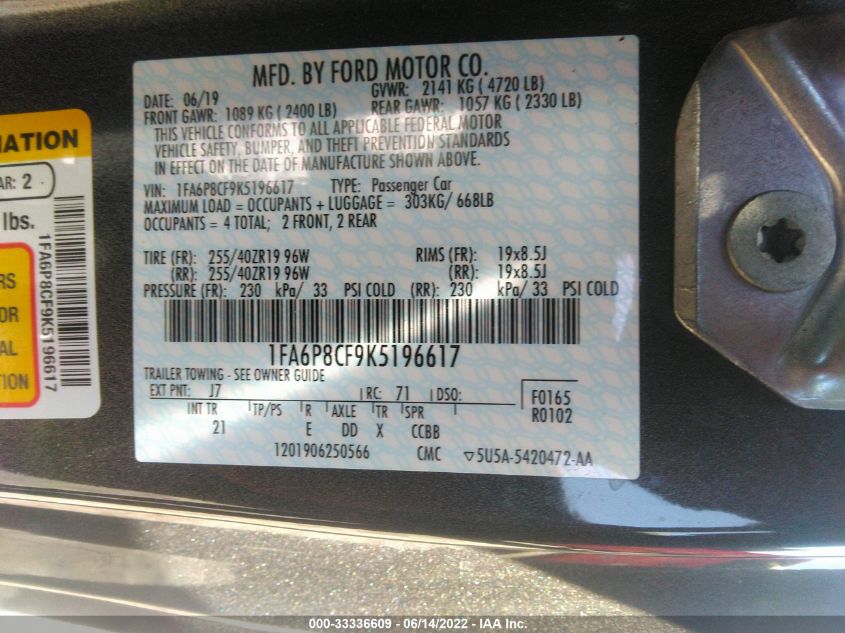 MFD. BY FORD MOTOR CO.
DATE: 06/19 GVWR: 2141 KG ( 4720 LB)
FRONT GAWR: 1089 KG ( 2400 LB) REAR GAWR: 1057 KG ( 2330 LB)
THIS VEHICLE CONFORMS TO ALL APPLICABLE FEDERAL MOTOR
VEHICLE SAFETY, BUMPER, AND THEFT PREVENTION STANDARDS
IN EFFECT ON THE DATE OF MANUFACTURE SHOWN ABOVE.
VIN: 1FA6P8CF9K5196617 TYPE: Passenger Car
MAXIMUM LOAD = OCCUPANTS + LUGGAGE = 303KG/ 668LB
OCCUPANTS = 4 TOTAL; 2 FRONT, 2 REAR
TIRE (FR): 255/40ZR19 96W RIMS (FR): 19x8.5J
(RR): 255/40ZR19 96W (RR): 19x8.5J
PRESSURE (FR): 230 kPa/ 33 PSI COLD (RR): 230 kPa/ 33 PSI COLD
1FA6P8CF9K5196617
TRAILER TOWING - SEE OWNER GUIDE
EXT PNT: J7 RC: 71 DSO: F0165
R0102
INT TR TP/PS R AXLE TR SPR
21 E DD X CCBB
1201906250566 CMC ▽5U5A-5420472-AA
MATION
AR: 2
lbs.
RS
OR
AL
ION
1FA6P8CF9K5196617
000-33336609 - 06/14/2022 - IAA Inc.